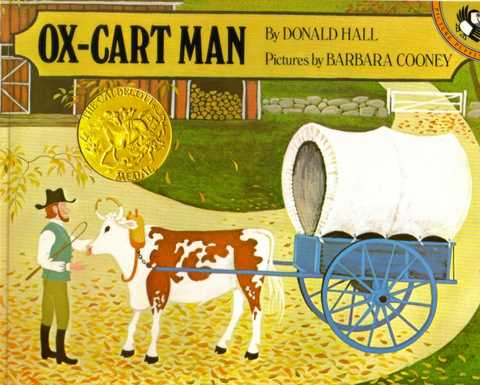 OX-CART MAN
By DONALD HALL
Pictures by BARBARA COONEY
THE CALDECOTT
MEDAL